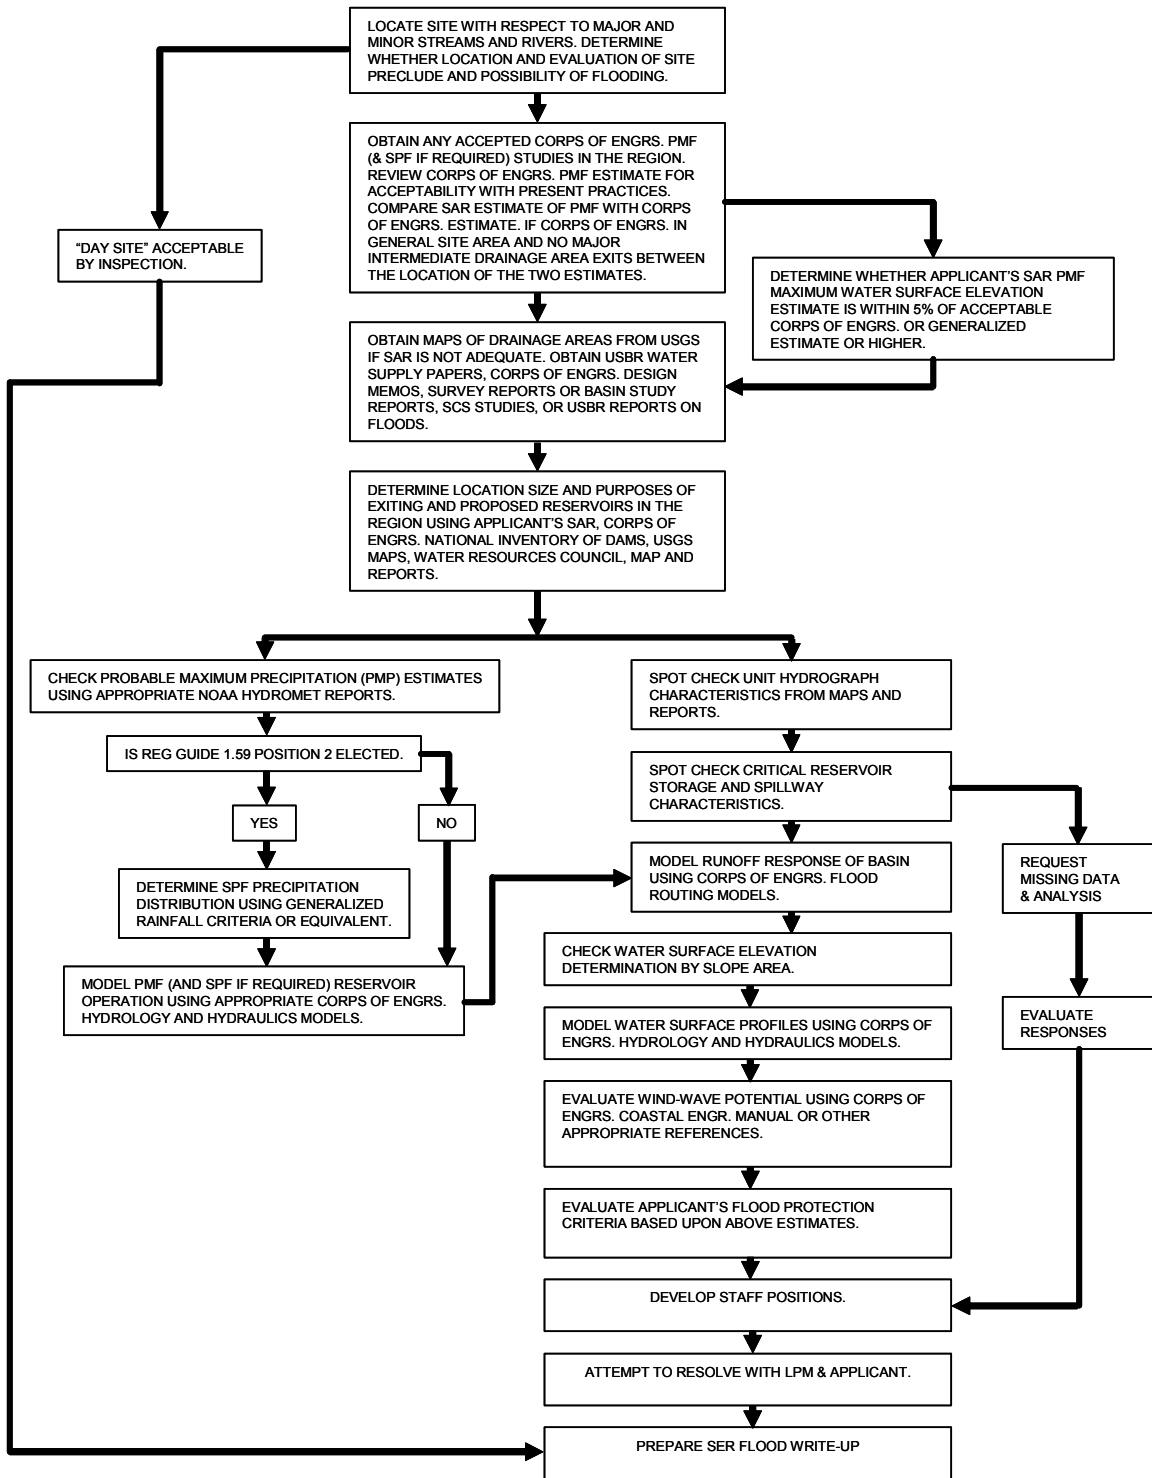 LOCATE SITE WITH RESPECT TO MAJOR AND
MINOR STREAMS AND RIVERS. DETERMINE
WHETHER LOCATION AND EVALUATION OF SITE
PRECLUDE AND POSSIBILITY OF FLOODING.
OBTAIN ANY ACCEPTED CORPS OF ENGRS. PMF
(& SPF IF REQUIRED) STUDIES IN THE REGION.
REVIEW CORPS OF ENGRS. PMF ESTIMATE FOR
ACCEPTABILITY WITH PRESENT PRACTICES.
COMPARE SAR ESTIMATE OF PMF WITH CORPS
OF ENGRS. ESTIMATE. IF CORPS OF ENGRS. IN
GENERAL SITE AREA AND NO MAJOR
INTERMEDIATE DRAINAGE AREA EXITS BETWEEN
THE LOCATION OF THE TWO ESTIMATES.
“DAY SITE” ACCEPTABLE
BY INSPECTION.
DETERMINE WHETHER APPLICANT’S SAR PMF
MAXIMUM WATER SURFACE ELEVATION
ESTIMATE IS WITHIN 5% OF ACCEPTABLE
CORPS OF ENGRS. OR GENERALIZED
ESTIMATE OR HIGHER.
OBTAIN MAPS OF DRAINAGE AREAS FROM USGS
IF SAR IS NOT ADEQUATE. OBTAIN USBR WATER
SUPPLY PAPERS, CORPS OF ENGRS. DESIGN
MEMOS, SURVEY REPORTS OR BASIN STUDY
REPORTS, SCS STUDIES, OR USBR REPORTS ON
FLOODS.
DETERMINE LOCATION SIZE AND PURPOSES OF
EXITING AND PROPOSED RESERVOIRS IN THE
REGION USING APPLICANT’S SAR, CORPS OF
ENGRS. NATIONAL INVENTORY OF DAMS, USGS
MAPS, WATER RESOURCES COUNCIL, MAP AND
REPORTS.
CHECK PROBABLE MAXIMUM PRECIPITATION (PMP) ESTIMATES
USING APPROPRIATE NOAA HYDROMET REPORTS.
IS REG GUIDE 1.59 POSITION 2 ELECTED.
YES
NO
DETERMINE SPF PRECIPITATION
DISTRIBUTION USING GENERALIZED
RAINFALL CRITERIA OR EQUIVALENT.
MODEL PMF (AND SPF IF REQUIRED) RESERVOIR
OPERATION USING APPROPRIATE CORPS OF ENGRS.
HYDROLOGY AND HYDRAULICS MODELS.
SPOT CHECK UNIT HYDROGRAPH
CHARACTERISTICS FROM MAPS AND
REPORTS.
SPOT CHECK CRITICAL RESERVOIR
STORAGE AND SPILLWAY
CHARACTERISTICS.
MODEL RUNOFF RESPONSE OF BASIN
USING CORPS OF ENGRS. FLOOD
ROUTING MODELS.
REQUEST
MISSING DATA
& ANALYSIS
CHECK WATER SURFACE ELEVATION
DETERMINATION BY SLOPE AREA.
MODEL WATER SURFACE PROFILES USING CORPS OF
ENGRS. HYDROLOGY AND HYDRAULICS MODELS.
EVALUATE
RESPONSES
EVALUATE WIND-WAVE POTENTIAL USING CORPS OF
ENGRS. COASTAL ENGR. MANUAL OR OTHER
APPROPRIATE REFERENCES.
EVALUATE APPLICANT’S FLOOD PROTECTION
CRITERIA BASED UPON ABOVE ESTIMATES.
DEVELOP STAFF POSITIONS.
ATTEMPT TO RESOLVE WITH LPM & APPLICANT.
PREPARE SER FLOOD WRITE-UP